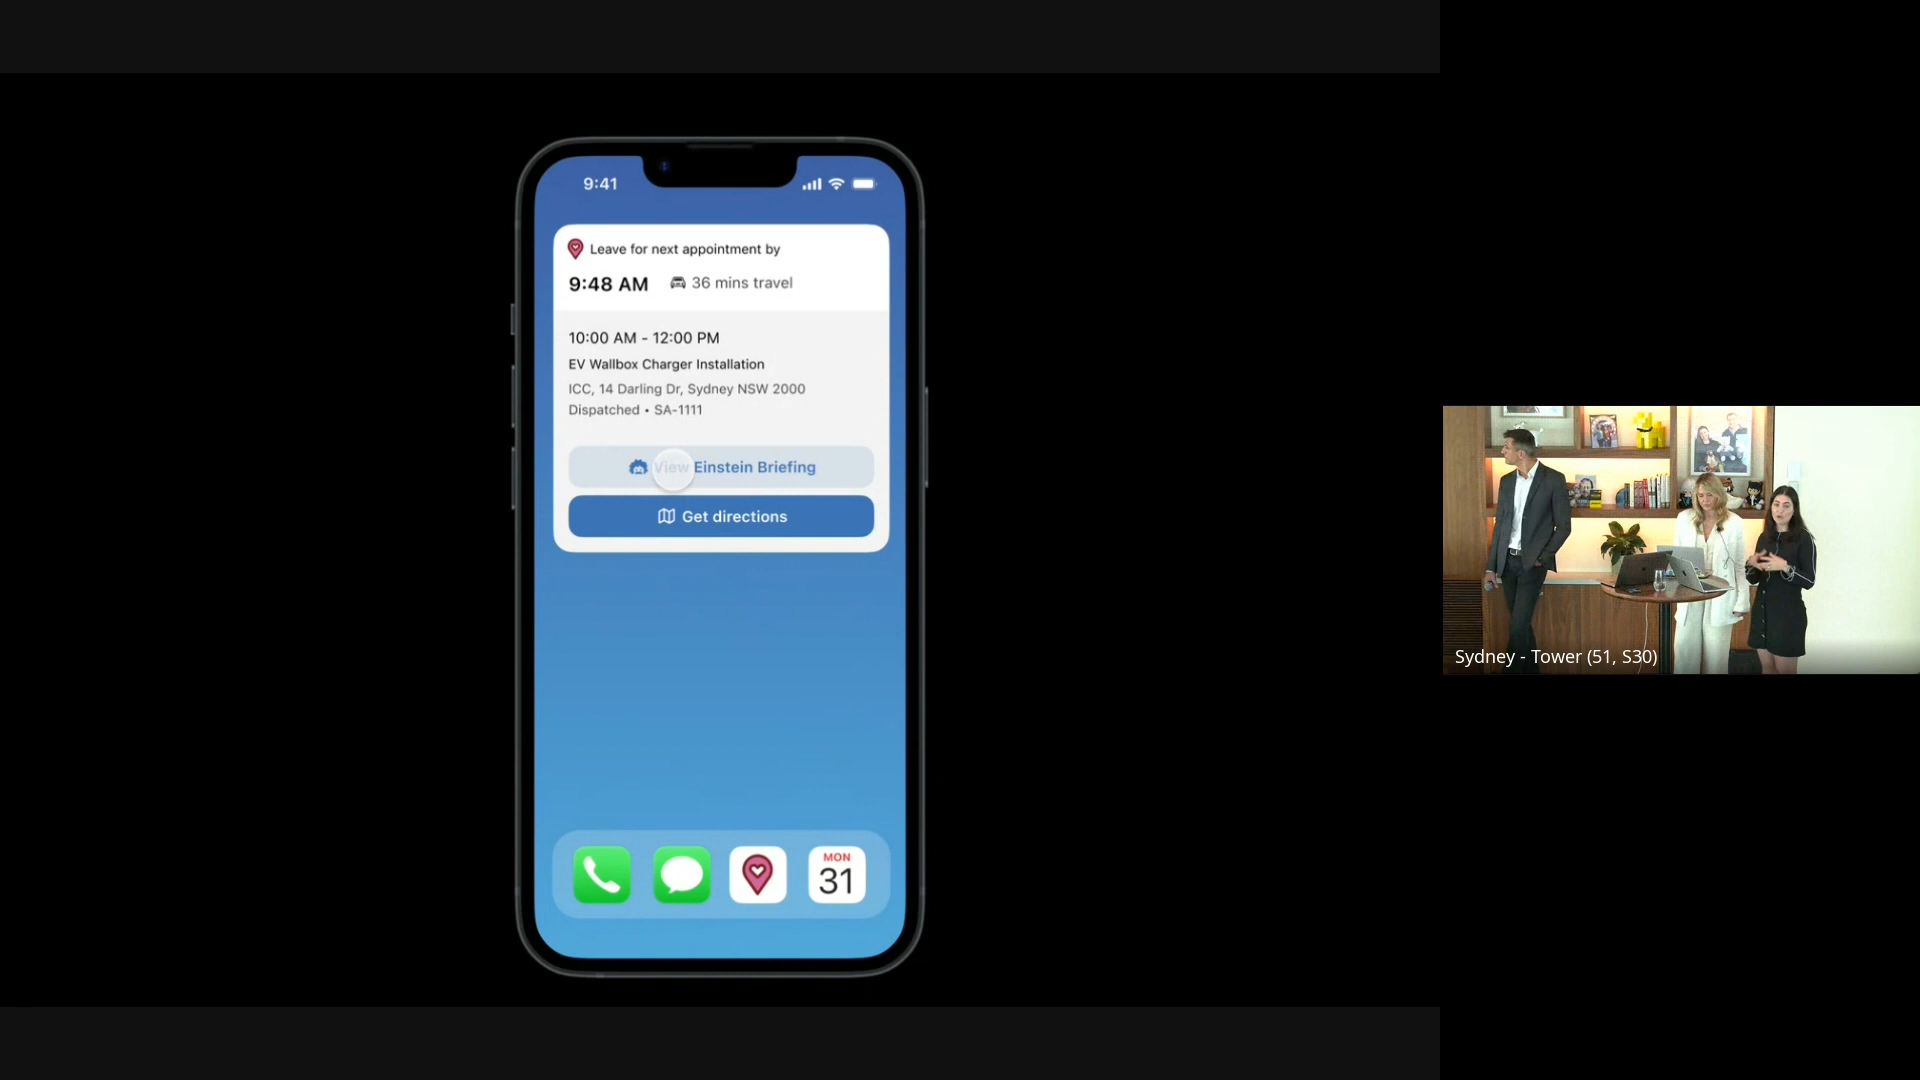 9:41
Leave for next appointment by
9:48 AM 36 mins travel
10:00 AM - 12:00 PM
EV Wallbox Charger Installation
ICC, 14 Darling Dr, Sydney NSW 2000
Dispatched • SA-1111
View Einstein Briefing
Get directions
MON
31
Sydney - Tower (51, S30)